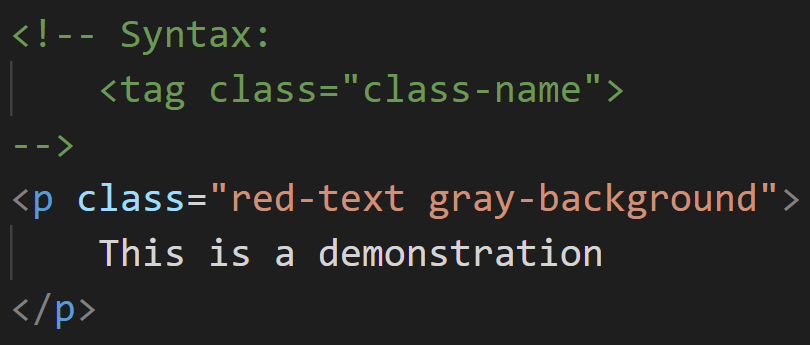 <!-- Syntax:
<tag class="class-name">
-->
<p class="red-text gray-background">
This is a demonstration
</p>